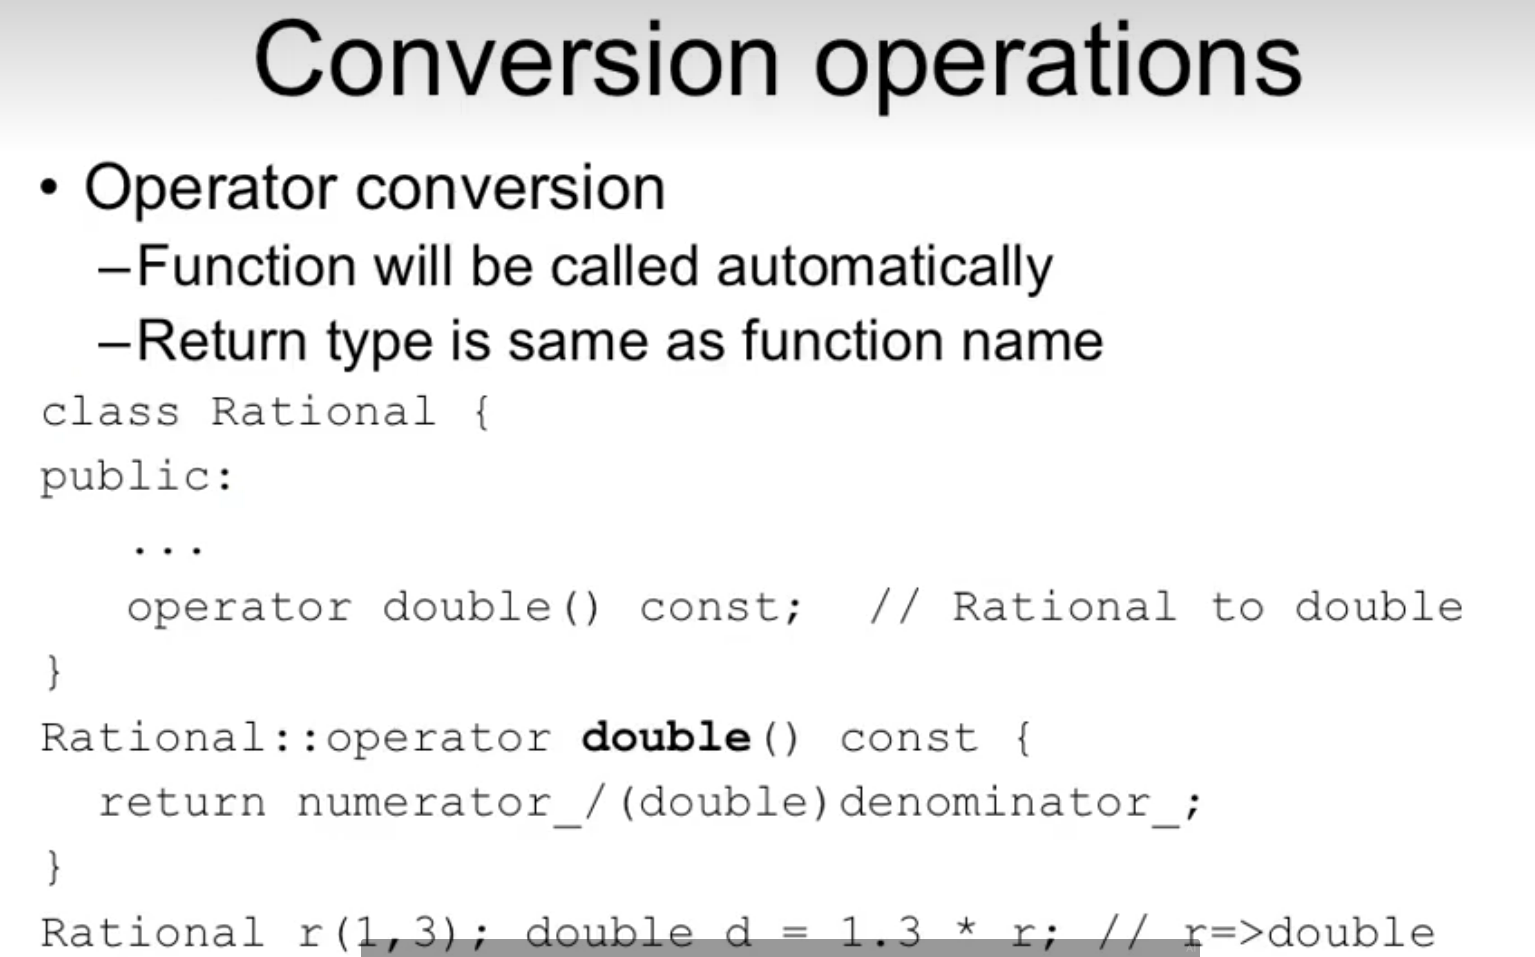 Conversion operations
• Operator conversion
–Function will be called automatically
–Return type is same as function name
class Rational {
public:
...
operator double() const; // Rational to double
}
Rational::operator double() const {
return numerator_/(double)denominator_;
}
Rational r(1,3); double d = 1.3 * r; // r=>double